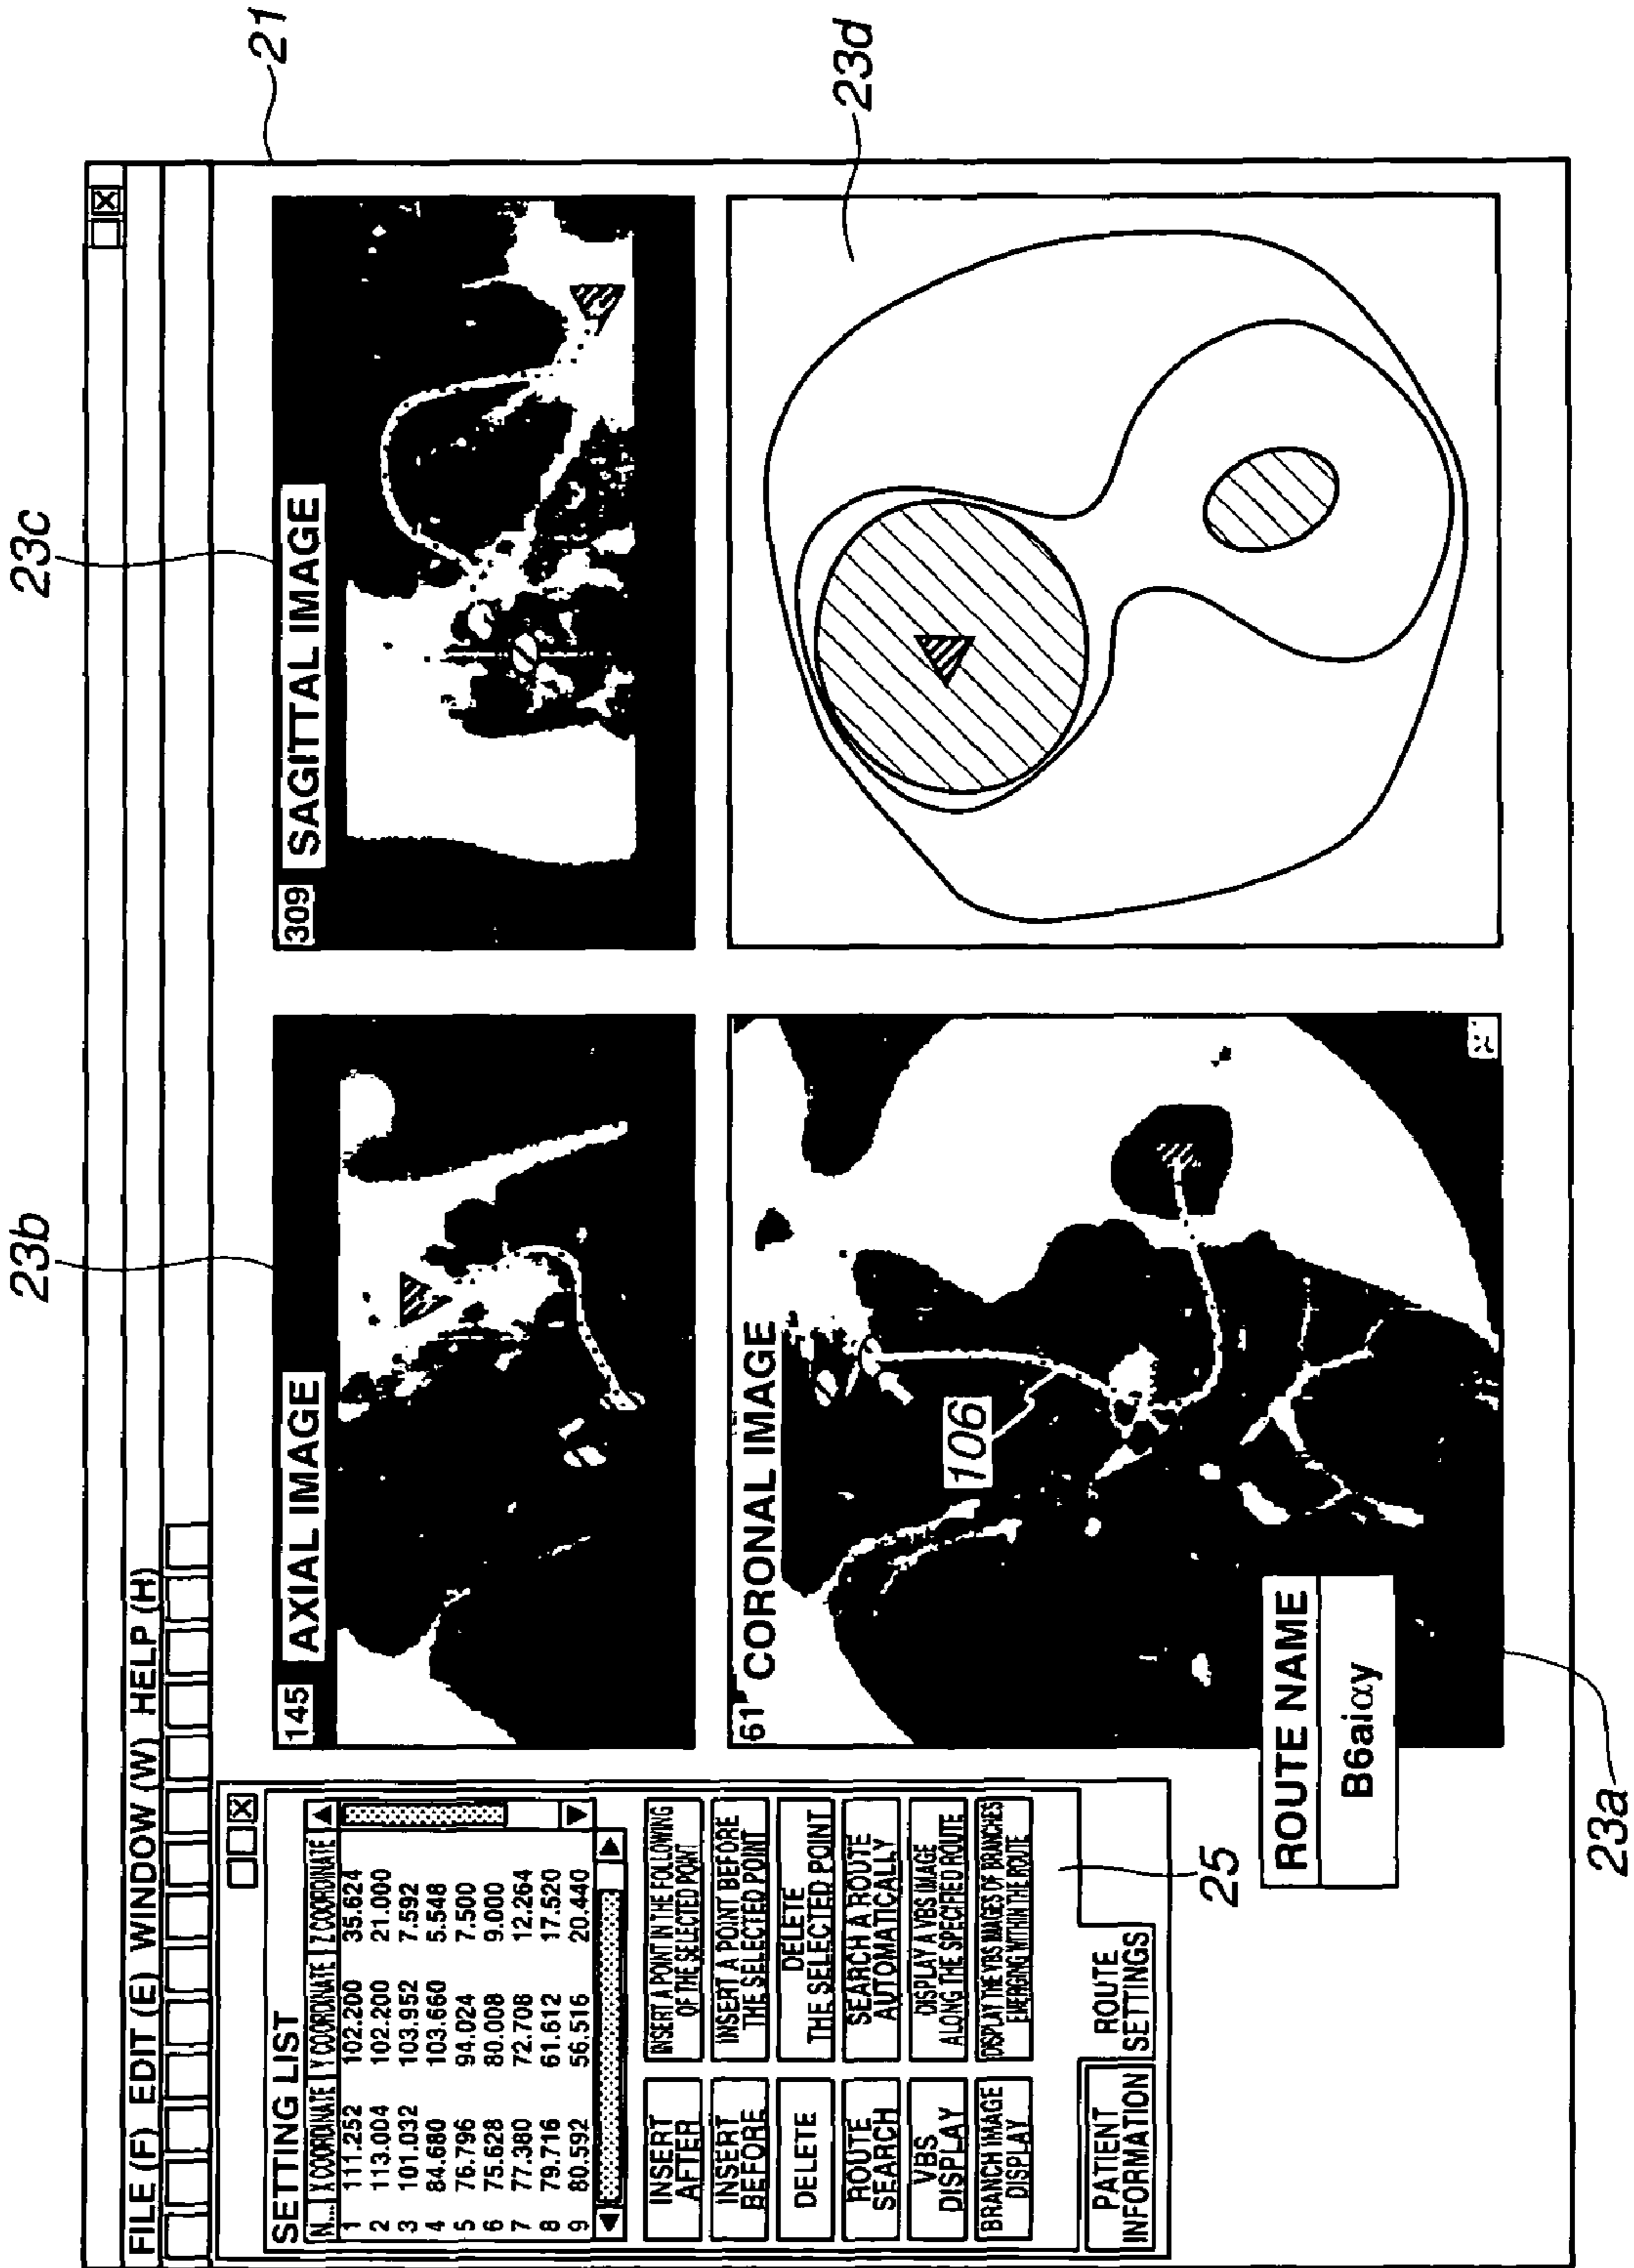 21
FILE (F) EDIT (E) WINDOW (W) HELP (H)
SETTING LIST
N... X COORDINATE Y COORDINATE Z COORDINATE
1 111.252 102.200 35.624
2 113.004 102.200 21.000
3 101.032 103.952 7.592
4 84.680 103.660 5.548
5 76.796 94.024 7.500
6 75.628 80.008 9.000
7 77.380 72.708 12.264
8 79.716 61.612 17.520
9 80.592 56.516 20.440
INSERT
AFTER
INSERT A POINT IN THE FOLLOWING
OF THE SELECTED POINT
INSERT
BEFORE
INSERT A POINT BEFORE
THE SELECTED POINT
DELETE
DELETE
THE SELECTED POINT
ROUTE
SEARCH
SEARCH A ROUTE
AUTOMATICALLY
VBS
DISPLAY
DISPLAY A VBS IMAGE
ALONG THE SPECIFIED ROUTE
BRANCH IMAGE
DISPLAY
DISPLAY THE VBS IMAGES OF BRANCHES
EMERGING WITHIN THE ROUTE
PATIENT
INFORMATION
ROUTE
SETTINGS
25
23b
145 AXIAL IMAGE
23c
309 SAGITTAL IMAGE
61 CORONAL IMAGE
106
ROUTE NAME
B6aiαy
23a
23d